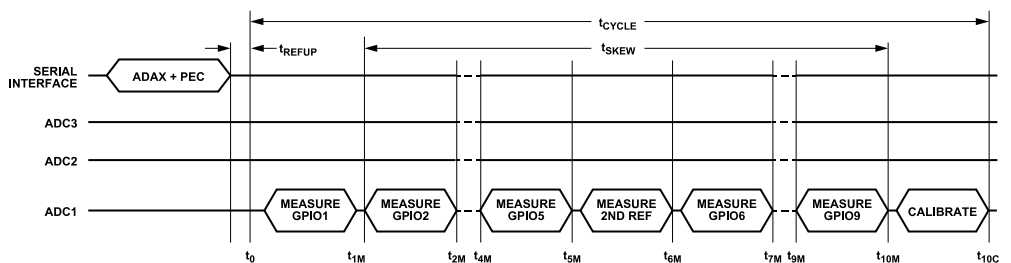 tCYCLE
tREFUP
tSKEW
SERIAL
INTERFACE
ADAX + PEC
ADC3
ADC2
ADC1
MEASURE
GPIO1
MEASURE
GPIO2
MEASURE
GPIO5
MEASURE
2ND REF
MEASURE
GPIO6
MEASURE
GPIO9
CALIBRATE
t0
t1M
t2M
t4M
t5M
t6M
t7M
t9M
t10M
t10C